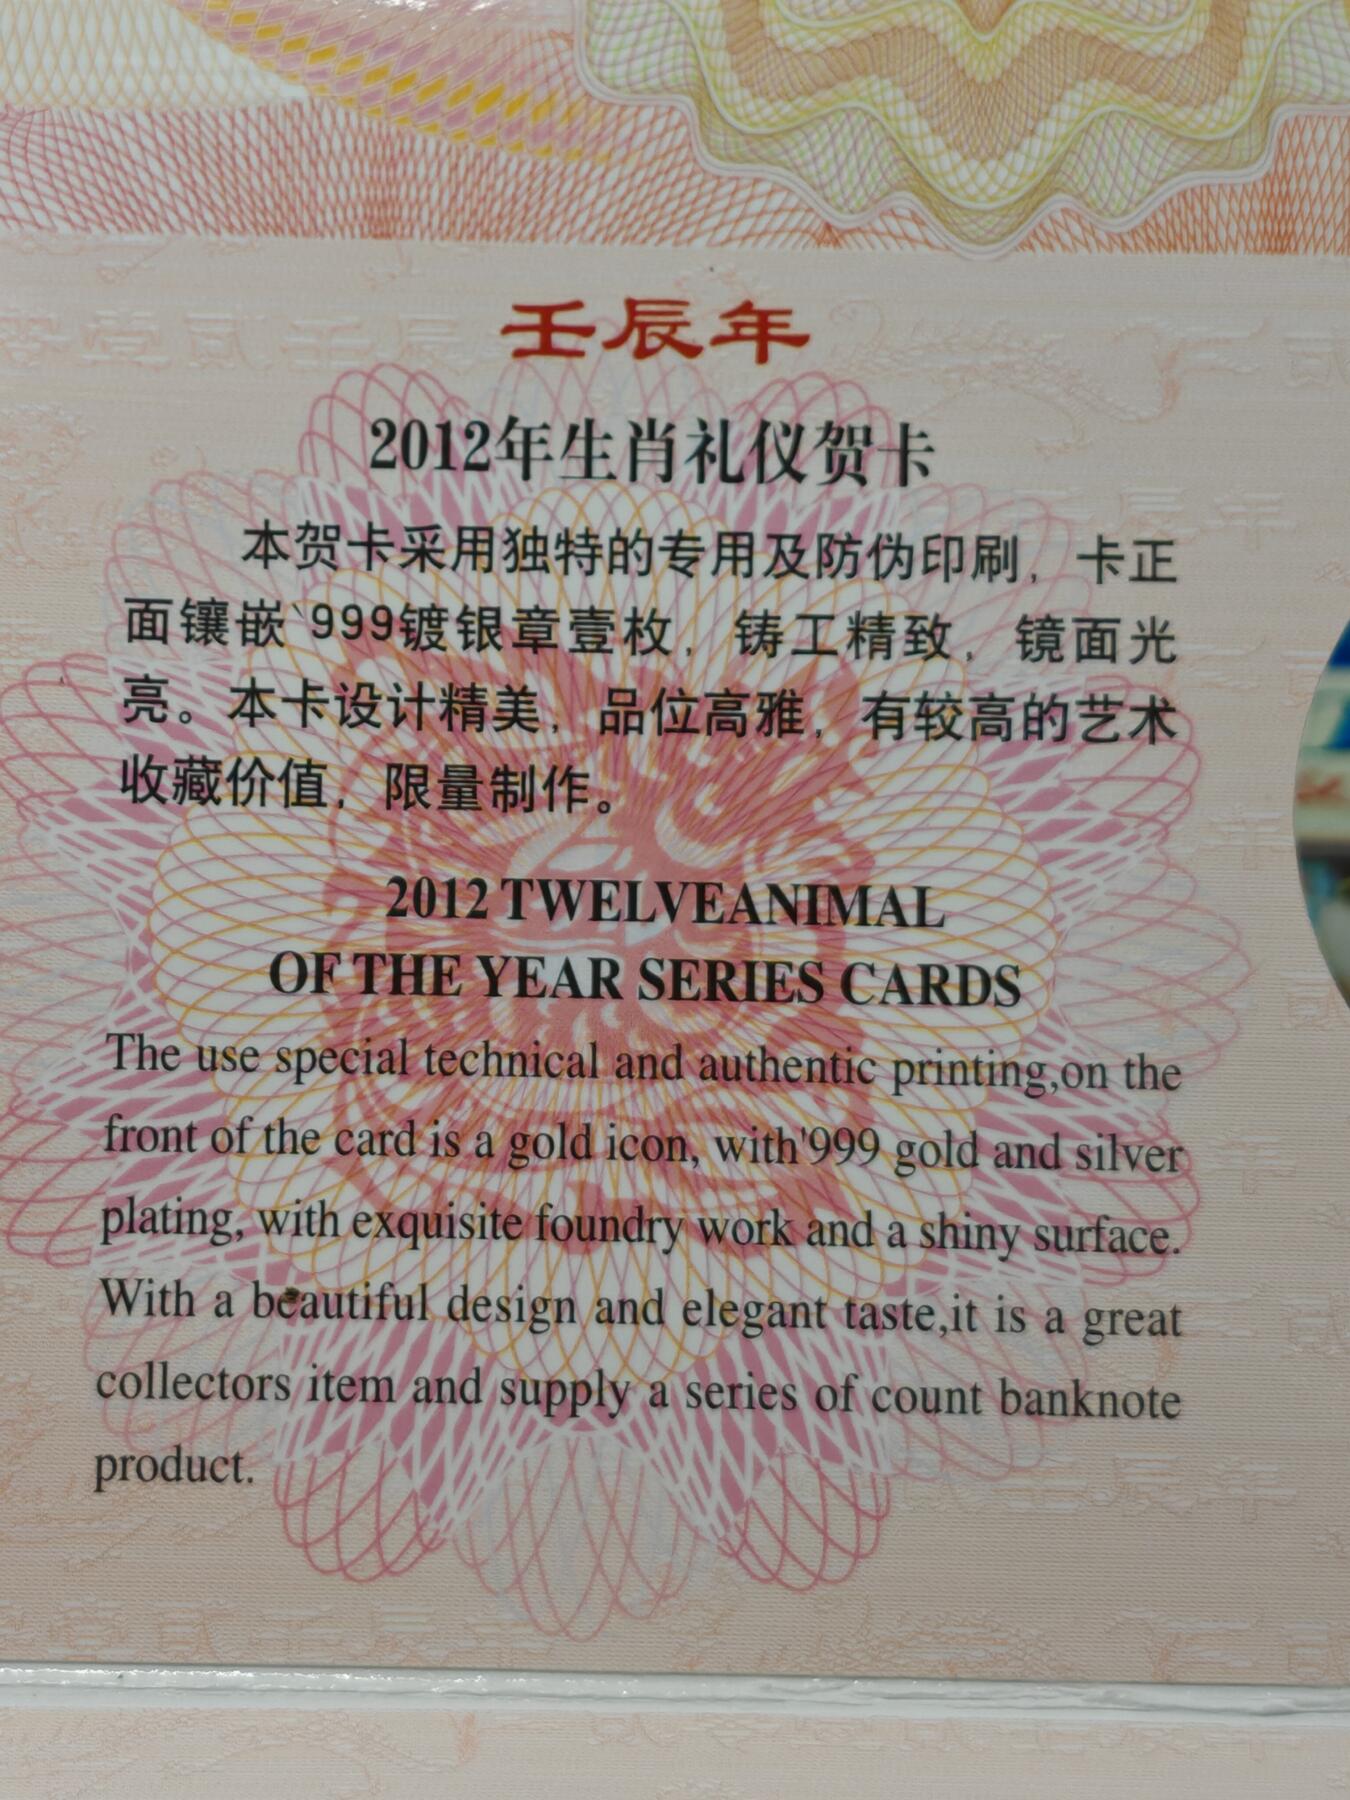 壬辰年
2012年生肖礼仪贺卡
本贺卡采用独特的专用及防伪印刷，卡正
面镶嵌`999镀银章壹枚，铸工精致，镜面光
亮。本卡设计精美，品位高雅，有较高的艺术
收藏价值，限量制作。
2012 TWELVEANIMAL
OF THE YEAR SERIES CARDS
The use special technical and authentic printing,on the
front of the card is a gold icon, with'999 gold and silver
plating, with exquisite foundry work and a shiny surface.
With a beautiful design and elegant taste,it is a great
collectors item and supply a series of count banknote
product.